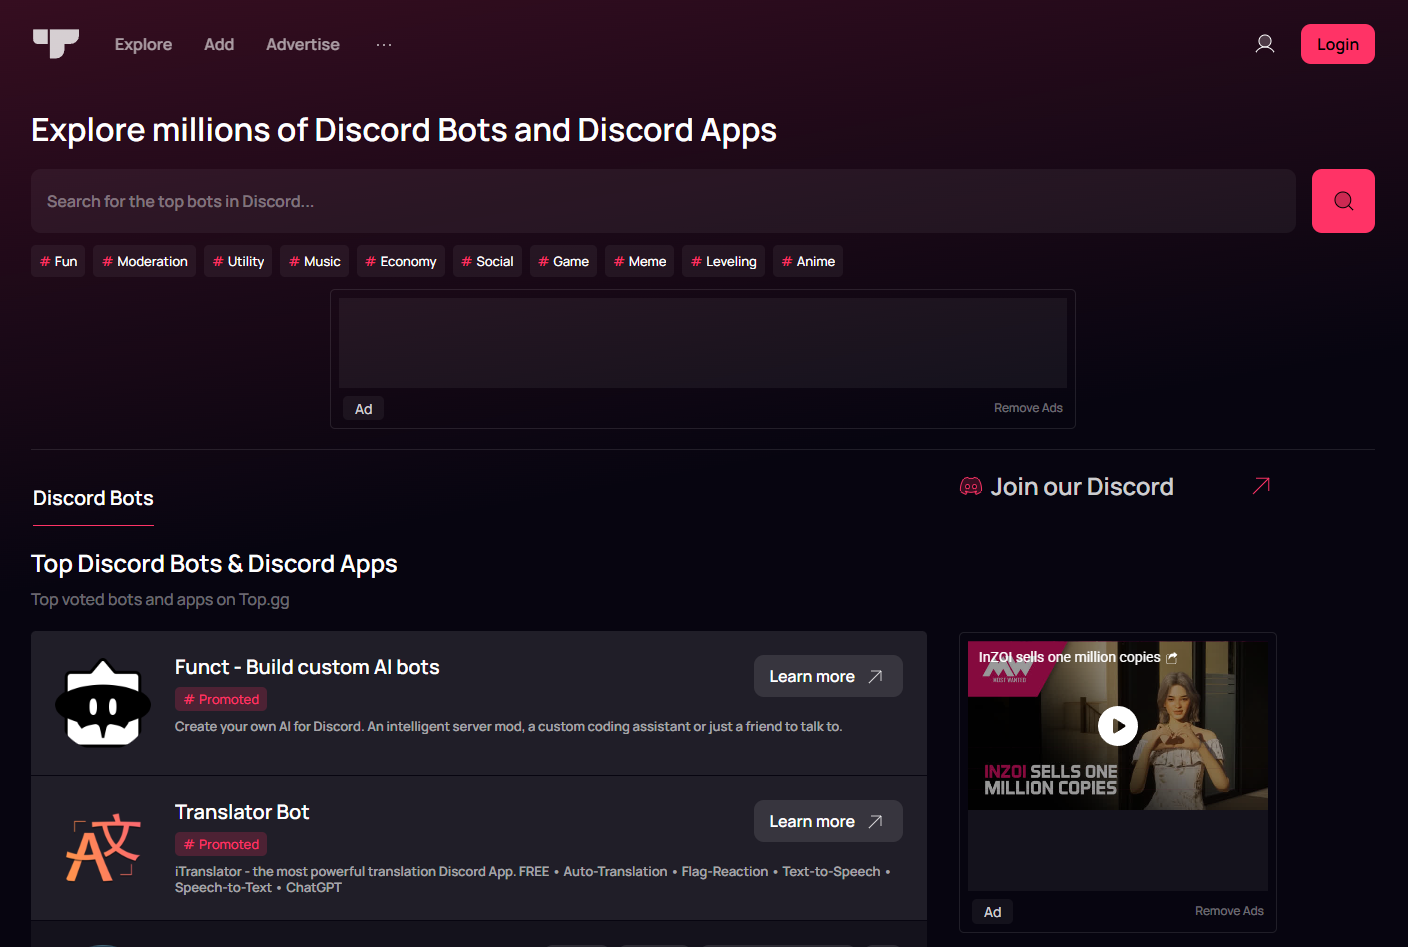 Explore Add Advertise ...
Login
Explore millions of Discord Bots and Discord Apps
Search for the top bots in Discord...
# Fun # Moderation # Utility # Music # Economy # Social # Game # Meme # Leveling # Anime
Ad Remove Ads
Discord Bots
Join our Discord
Top Discord Bots & Discord Apps
Top voted bots and apps on Top.gg
Funct - Build custom AI bots
# Promoted
Create your own AI for Discord. An intelligent server mod, a custom coding assistant or just a friend to talk to.
Learn more
Translator Bot
# Promoted
iTranslator - the most powerful translation Discord App. FREE • Auto-Translation • Flag-Reaction • Text-to-Speech •
Speech-to-Text • ChatGPT
Learn more
A文
InZOI sells one million copies
MW
MOST WANTED
INZOI SELLS ONE
MILLION COPIES
Ad Remove Ads